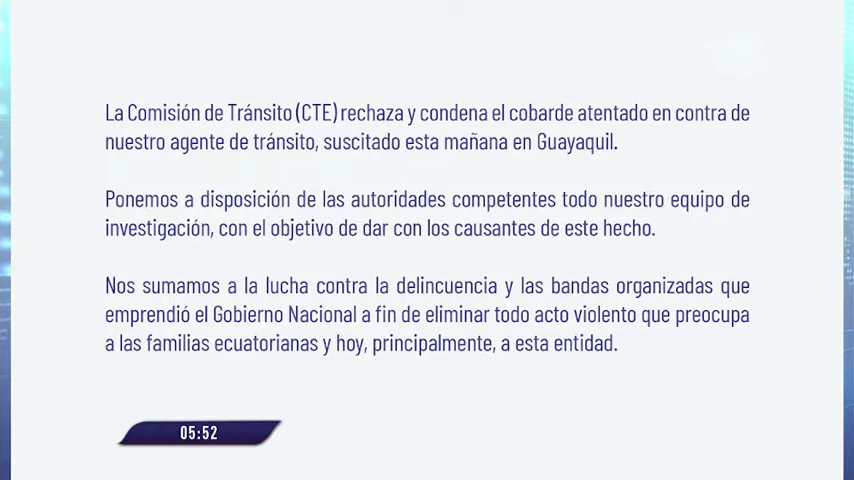 La Comisión de Tránsito (CTE) rechaza y condena el cobarde atentado en contra de
nuestro agente de tránsito, suscitado esta mañana en Guayaquil.
Ponemos a disposición de las autoridades competentes todo nuestro equipo de
investigación, con el objetivo de dar con los causantes de este hecho.
Nos sumamos a la lucha contra la delincuencia y las bandas organizadas que
emprendió el Gobierno Nacional a fin de eliminar todo acto violento que preocupa
a las familias ecuatorianas y hoy, principalmente, a esta entidad.
05:52